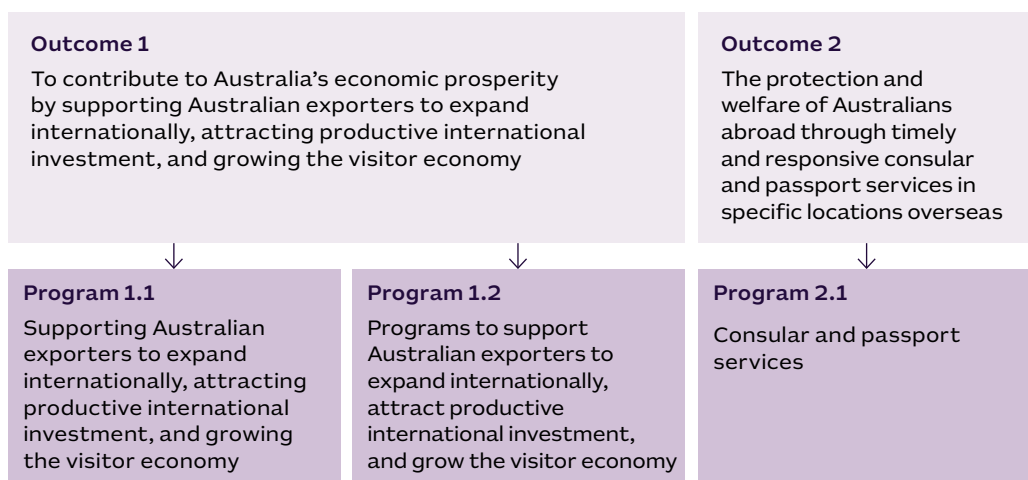 Outcome 1
To contribute to Australia’s economic prosperity
by supporting Australian exporters to expand
internationally, attracting productive international
investment, and growing the visitor economy
Outcome 2
The protection and
welfare of Australians
abroad through timely
and responsive consular
and passport services in
specific locations overseas
Program 1.1
Supporting Australian
exporters to expand
internationally, attracting
productive international
investment, and growing
the visitor economy
Program 1.2
Programs to support
Australian exporters to
expand internationally,
attract productive
international investment,
and grow the visitor economy
Program 2.1
Consular and passport
services